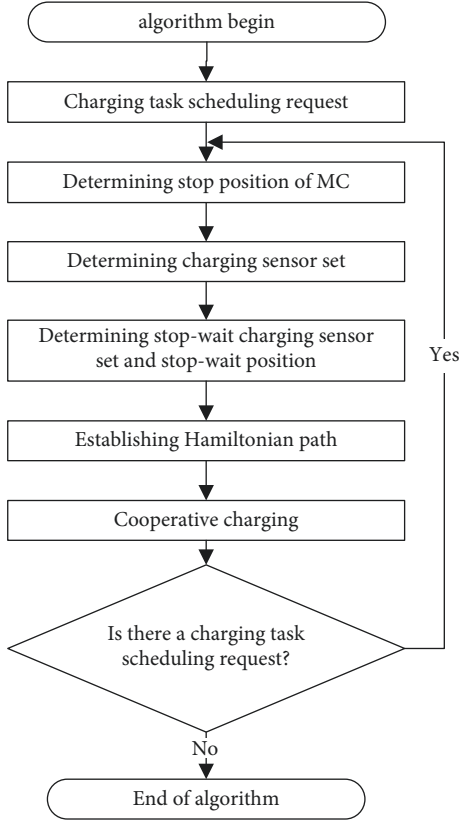 algorithm begin
Charging task scheduling request
Determining stop position of MC
Determining charging sensor set
Determining stop-wait charging sensor
set and stop-wait position
Yes
Establishing Hamiltonian path
Cooperative charging
Is there a charging task
scheduling request?
No
End of algorithm